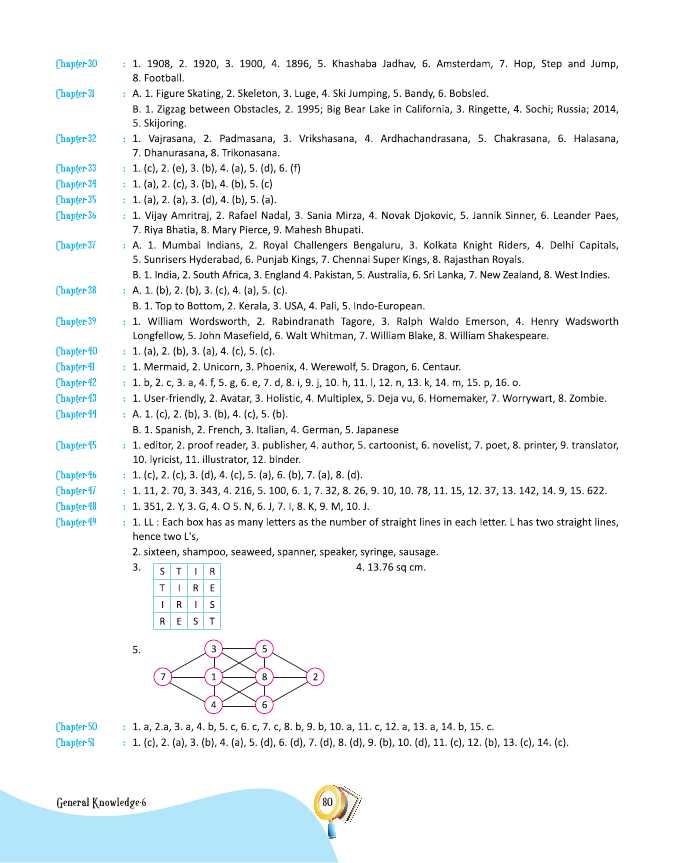 Chapter-30 : 1. 1908, 2. 1920, 3. 1900, 4. 1896, 5. Khashaba Jadhav, 6. Amsterdam, 7. Hop, Step and Jump,
8. Football.
Chapter-31 : A. 1. Figure Skating, 2. Skeleton, 3. Luge, 4. Ski Jumping, 5. Bandy, 6. Bobsled.
B. 1. Zigzag between Obstacles, 2. 1995; Big Bear Lake in California, 3. Ringette, 4. Sochi; Russia; 2014,
5. Skijoring.
Chapter-32 : 1. Vajrasana, 2. Padmasana, 3. Vrikshasana, 4. Ardhachandrasana, 5. Chakrasana, 6. Halasana,
7. Dhanurasana, 8. Trikonasana.
Chapter-33 : 1. (c), 2. (e), 3. (b), 4. (a), 5. (d), 6. (f)
Chapter-34 : 1. (a), 2. (c), 3. (b), 4. (b), 5. (c)
Chapter-35 : 1. (a), 2. (a), 3. (d), 4. (b), 5. (a).
Chapter-36 : 1. Vijay Amritraj, 2. Rafael Nadal, 3. Sania Mirza, 4. Novak Djokovic, 5. Jannik Sinner, 6. Leander Paes,
7. Riya Bhatia, 8. Mary Pierce, 9. Mahesh Bhupati.
Chapter-37 : A. 1. Mumbai Indians, 2. Royal Challengers Bengaluru, 3. Kolkata Knight Riders, 4. Delhi Capitals,
5. Sunrisers Hyderabad, 6. Punjab Kings, 7. Chennai Super Kings, 8. Rajasthan Royals.
B. 1. India, 2. South Africa, 3. England 4. Pakistan, 5. Australia, 6. Sri Lanka, 7. New Zealand, 8. West Indies.
Chapter-38 : A. 1. (b), 2. (b), 3. (c), 4. (a), 5. (c).
B. 1. Top to Bottom, 2. Kerala, 3. USA, 4. Pali, 5. Indo-European.
Chapter-39 : 1. William Wordsworth, 2. Rabindranath Tagore, 3. Ralph Waldo Emerson, 4. Henry Wadsworth
Longfellow, 5. John Masefield, 6. Walt Whitman, 7. William Blake, 8. William Shakespeare.
Chapter-40 : 1. (a), 2. (b), 3. (a), 4. (c), 5. (c).
Chapter-41 : 1. Mermaid, 2. Unicorn, 3. Phoenix, 4. Werewolf, 5. Dragon, 6. Centaur.
Chapter-42 : 1. b, 2. c, 3. a, 4. f, 5. g, 6. e, 7. d, 8. i, 9. j, 10. h, 11. l, 12. n, 13. k, 14. m, 15. p, 16. o.
Chapter-43 : 1. User-friendly, 2. Avatar, 3. Holistic, 4. Multiplex, 5. Deja vu, 6. Homemaker, 7. Worrywart, 8. Zombie.
Chapter-44 : A. 1. (c), 2. (b), 3. (b), 4. (c), 5. (b).
B. 1. Spanish, 2. French, 3. Italian, 4. German, 5. Japanese
Chapter-45 : 1. editor, 2. proof reader, 3. publisher, 4. author, 5. cartoonist, 6. novelist, 7. poet, 8. printer, 9. translator,
10. lyricist, 11. illustrator, 12. binder.
Chapter-46 : 1. (c), 2. (c), 3. (d), 4. (c), 5. (a), 6. (b), 7. (a), 8. (d).
Chapter-47 : 1. 11, 2. 70, 3. 343, 4. 216, 5. 100, 6. 1, 7. 32, 8. 26, 9. 10, 10. 78, 11. 15, 12. 37, 13. 142, 14. 9, 15. 622.
Chapter-48 : 1. 351, 2. Y, 3. G, 4. O 5. N, 6. J, 7. I, 8. K, 9. M, 10. J.
Chapter-49 : 1. LL : Each box has as many letters as the number of straight lines in each letter. L has two straight lines,
hence two L's,
2. sixteen, shampoo, seaweed, spanner, speaker, syringe, sausage.
3. 4. 13.76 sq cm.
S T I R
T I R E
I R I S
R E S T
5.
3 5
7 1 8 2
4 6
Chapter-50 : 1. a, 2.a, 3. a, 4. b, 5. c, 6. c, 7. c, 8. b, 9. b, 10. a, 11. c, 12. a, 13. a, 14. b, 15. c.
Chapter-51 : 1. (c), 2. (a), 3. (b), 4. (a), 5. (d), 6. (d), 7. (d), 8. (d), 9. (b), 10. (d), 11. (c), 12. (b), 13. (c), 14. (c).
General Knowledge-6 80